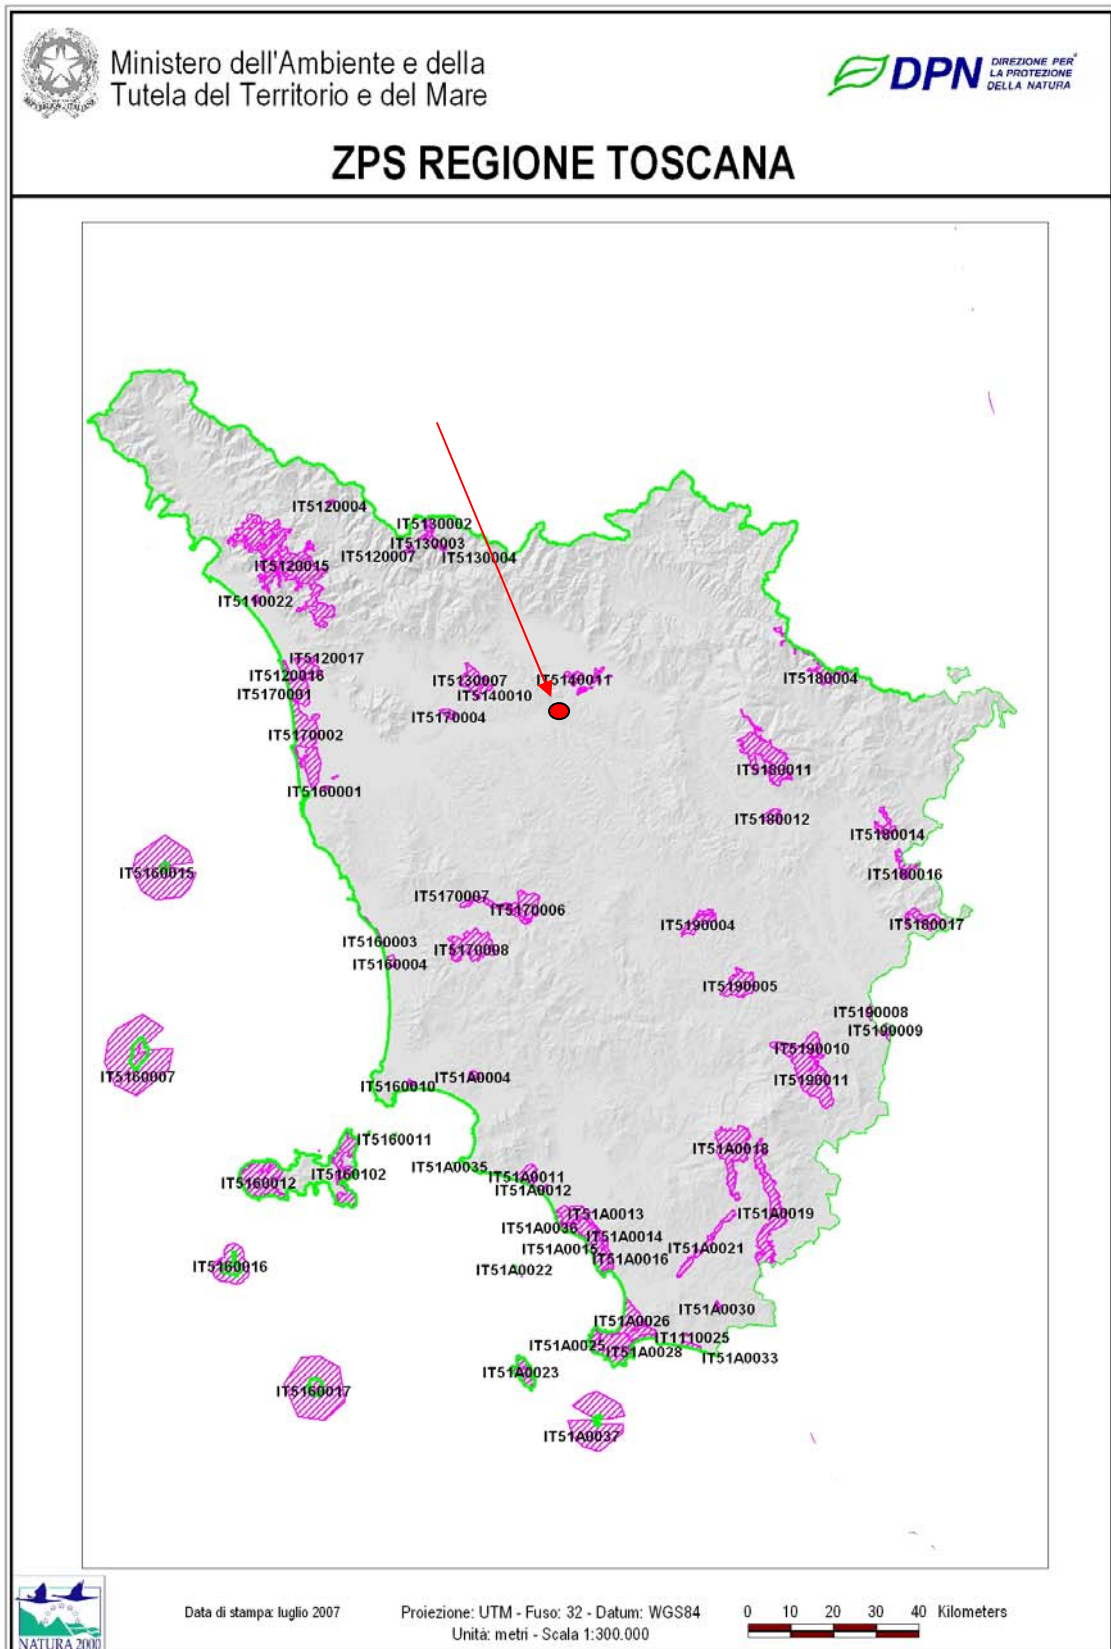 Ministero dell'Ambiente e della
Tutela del Territorio e del Mare
DPN
DIREZIONE PER
LA PROTEZIONE
DELLA NATURA
ZPS REGIONE TOSCANA
IT5120004
IT5130002
IT5130003
IT5120007
IT5130004
IT5120015
IT5110022
IT5120017
IT5120016
IT5130007
IT5140011
IT5180004
IT5170001
IT5140010
IT5170004
IT5170002
IT5180011
IT5160001
IT5180012
IT5180014
IT5160015
IT5180016
IT5170007
IT5170006
IT5190004
IT5180017
IT5160003
IT5170008
IT5160004
IT5190005
IT5190008
IT5190009
IT5190010
IT5160007
IT5160010
IT51A0004
IT5190011
IT5160011
IT51A0018
IT51A0035
IT5160102
IT51A0011
IT5160012
IT51A0012
IT51A0013
IT51A0019
IT51A0036
IT51A0014
IT51A0015
IT51A0021
IT51A0016
IT5160016
IT51A0022
IT51A0030
IT51A0026
IT1110025
IT51A0025
IT51A0028
IT51A0033
IT51A0023
IT5160017
IT51A0037
NATURA 2000
Data di stampa: luglio 2007
Proiezione: UTM - Fuso: 32 - Datum: WGS84
Unità: metri - Scala 1:300.000
0 10 20 30 40 Kilometers